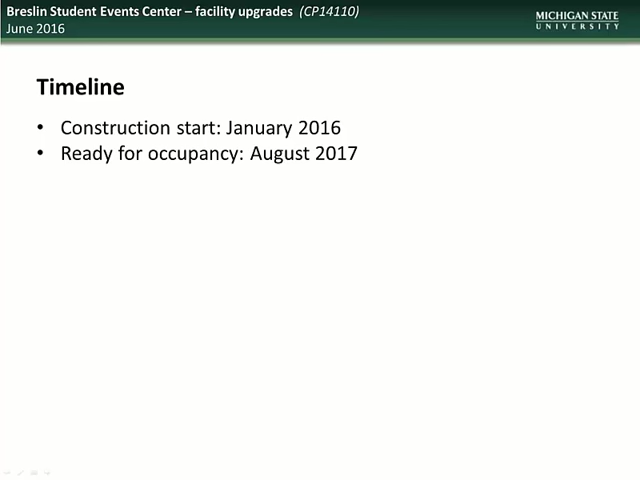 Breslin Student Events Center – facility upgrades (CP14110)
June 2016
MICHIGAN STATE
UNIVERSITY
Timeline
• Construction start: January 2016
• Ready for occupancy: August 2017